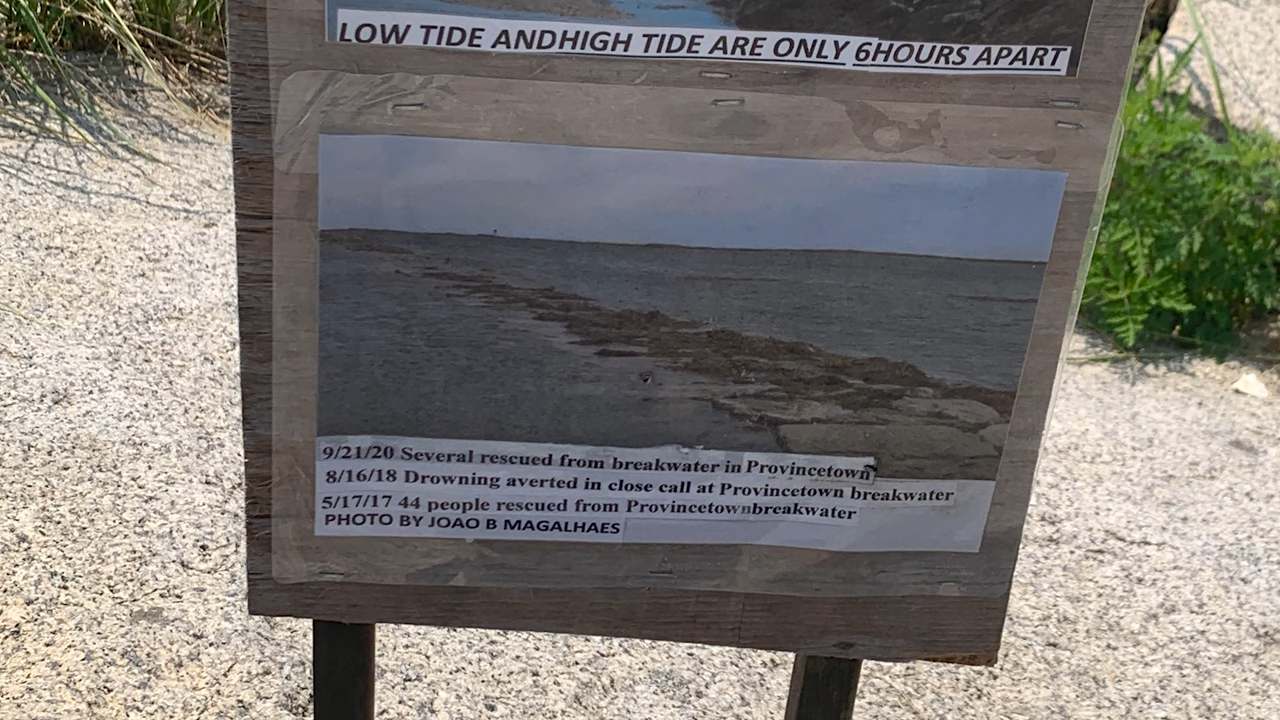 LOW TIDE ANDHIGH TIDE ARE ONLY 6HOURS APART
9/21/20 Several rescued from breakwater in Provincetown
8/16/18 Drowning averted in close call at Provincetown breakwater
5/17/17 44 people rescued from Provincetownbreakwater
PHOTO BY JOAO B MAGALHAES